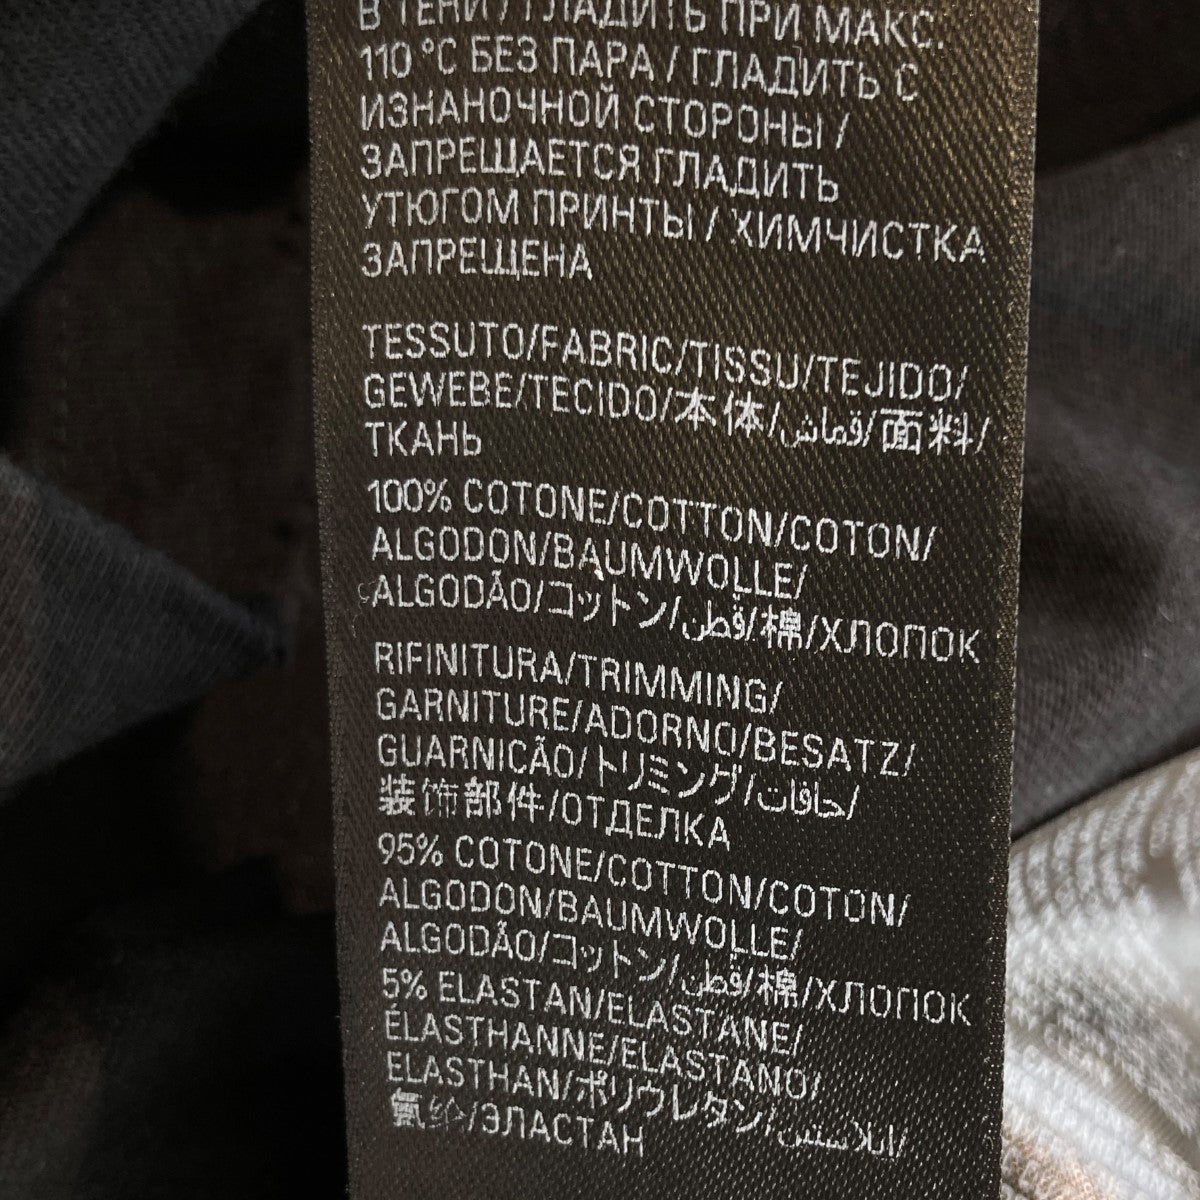 В ТЕНИ / ГЛАДИТЬ ПРИ МАКС.
110 °C БЕЗ ПАРА / ГЛАДИТЬ С
ИЗНАНОЧНОЙ СТОРОНЫ /
ЗАПРЕЩАЕТСЯ ГЛАДИТЬ
УТЮГОМ ПРИНТЫ / ХИМЧИСТКА
ЗАПРЕЩЕНА
TESSUTO/FABRIC/TISSU/TEJIDO/
GEWEBE/TECIDO/本体/قماش/面料/
ТКАНЬ
100% COTONE/COTTON/COTON/
ALGODON/BAUMWOLLE/
ALGODÃO/コットン/قطن/棉/ХЛОПОК
RIFINITURA/TRIMMING/
GARNITURE/ADORNO/BESATZ/
GUARNICÃO/トリミング/حافات/
装饰部件/ОТДЕЛКА
95% COTONE/COTTON/COTON/
ALGODON/BAUMWOLLE/
ALGODÃO/コットン/قطن/棉/ХЛОПОК
5% ELASTAN/ELASTANE/
ÉLASTHANNE/ELASTANO/
ELASTHAN/ポリウレタン/ايلاستين/
氨纶/ЭЛАСТАН